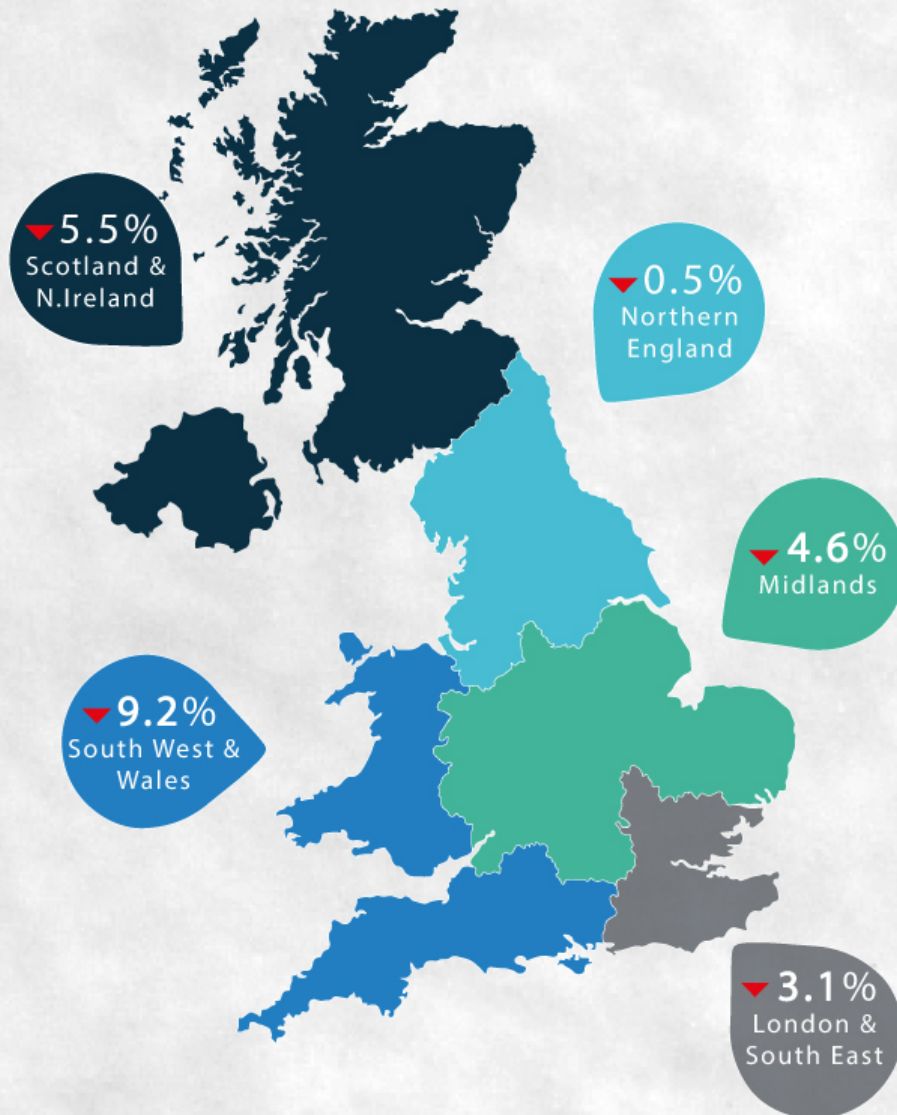 5.5%
Scotland &
N.Ireland
0.5%
Northern
England
4.6%
Midlands
9.2%
South West &
Wales
3.1%
London &
South East